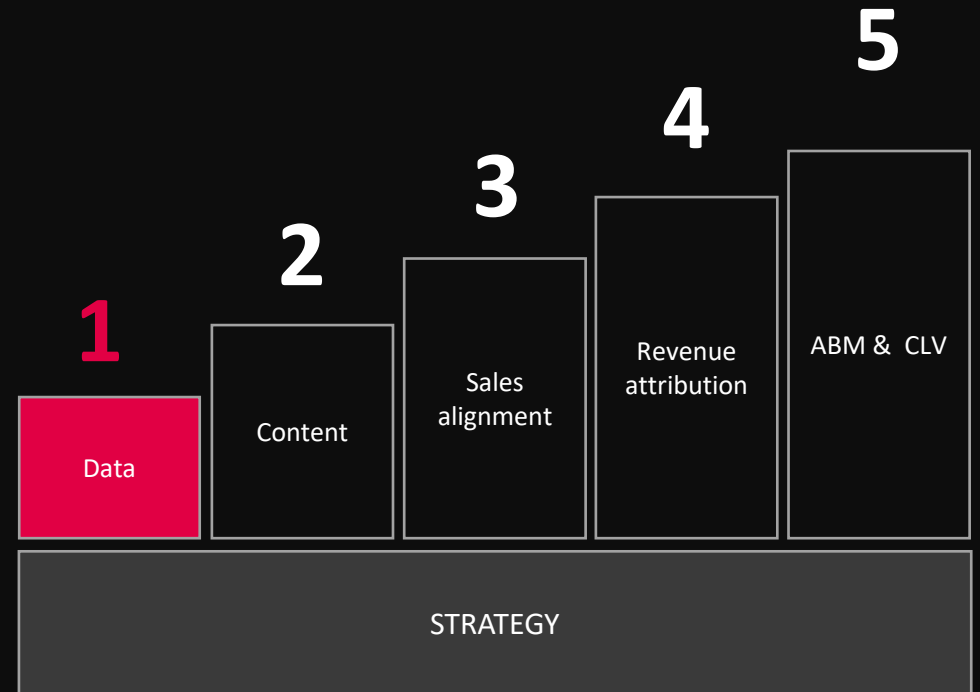 1
Data
2
Content
3
Sales
alignment
4
Revenue
attribution
5
ABM &  CLV
STRATEGY